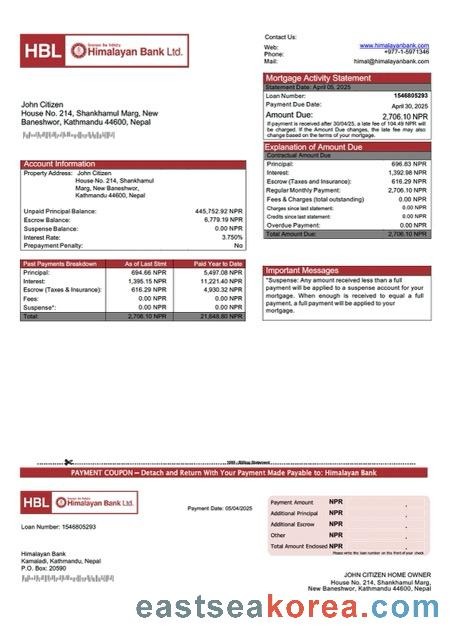 Contact Us:
Web: www.himalayanbank.com
Phone: +977-1-5971346
Mail: himal@himalayanbank.com
HBL
Himalayan Bank Ltd.
Mortgage Activity Statement
Statement Date: April 05, 2025
Loan Number: 1546805293
Payment Due Date: April 30, 2025
Amount Due: 2,706.10 NPR
If payment is received after 30/04/25, a late fee of 104.49 NPR will
be charged. If the Amount Due changes, the late fee may also
change based on the terms of your mortgage.
John Citizen
House No. 214, Shankhamul Marg, New
Baneshwor, Kathmandu 44600, Nepal
Explanation of Amount Due
Contractual Amount Due
Principal: 696.83 NPR
Interest: 1,392.98 NPR
Escrow (Taxes and Insurance): 616.29 NPR
Regular Monthly Payment: 2,706.10 NPR
Fees & Charges (total outstanding) 0.00 NPR
Charges since last statement: 0.00 NPR
Credits since last statement: 0.00 NPR
Overdue Payment: 0.00 NPR
Total Amount Due: 2,706.10 NPR
Account Information
Property Address: John Citizen
House No. 214, Shankhamul
Marg, New Baneshwor,
Kathmandu 44600, Nepal
Unpaid Principal Balance: 445,752.92 NPR
Escrow Balance: 6,779.19 NPR
Suspense Balance: 0.00 NPR
Interest Rate: 3.750%
Prepayment Penalty: No
Past Payments Breakdown As of Last Stmt Paid Year to Date
Principal: 694.66 NPR 5,497.08 NPR
Interest: 1,395.15 NPR 11,221.40 NPR
Escrow (Taxes & Insurance): 616.29 NPR 4,930.32 NPR
Fees: 0.00 NPR 0.00 NPR
Suspense*: 0.00 NPR 0.00 NPR
Total: 2,706.10 NPR 21,648.80 NPR
Important Messages
*Suspense: Any amount received less than a full
payment will be applied to a suspense account for your
mortgage. When enough is received to equal a full
payment, a full payment will be applied to your
mortgage.
Billing Statement
PAYMENT COUPON – Detach and Return With Your Payment Made Payable to: Himalayan Bank
HBL
Himalayan Bank Ltd.
Payment Date: 05/04/2025
Loan Number: 1546805293
Payment Amount NPR .
Additional Principal NPR .
Additional Escrow NPR .
Other NPR .
Total Amount Enclosed NPR .
Please write the loan number on the front of your check
Himalayan Bank
Kamaladi, Kathmandu, Nepal
P.O. Box: 20590
JOHN CITIZEN HOME OWNER
House No. 214, Shankhamul Marg,
New Baneshwor, Kathmandu 44600, Nepal
eastseakorea.com